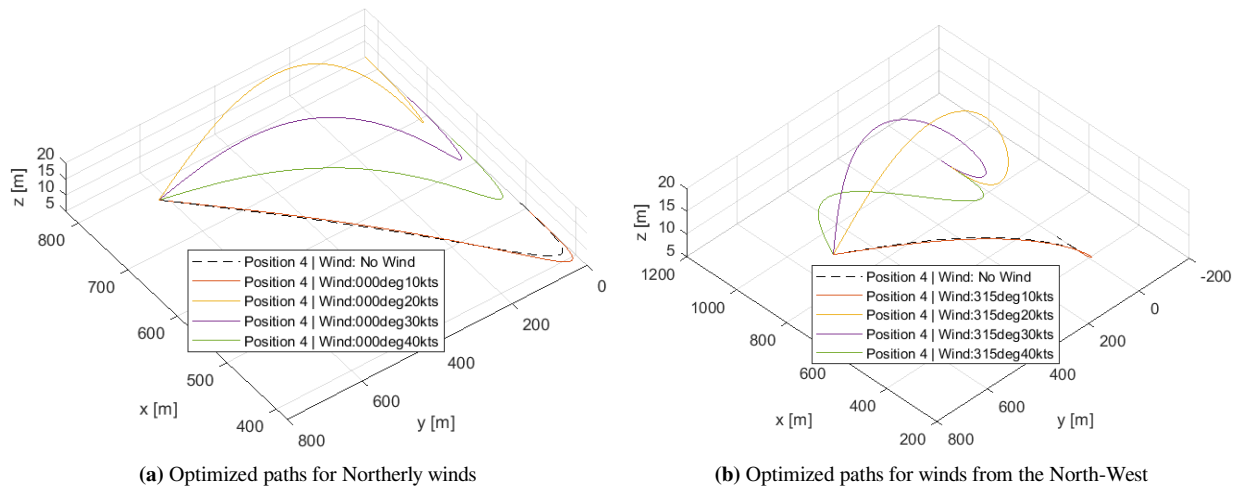 z [m]
20
15
10
5
800
700
600
500
400
x [m]
800
600
400
200
0
y [m]
Position 4 | Wind: No Wind
Position 4 | Wind:000deg10kts
Position 4 | Wind:000deg20kts
Position 4 | Wind:000deg30kts
Position 4 | Wind:000deg40kts
(a) Optimized paths for Northerly winds
z [m]
20
15
10
5
1200
1000
800
600
400
200
x [m]
800
600
400
200
0
-200
y [m]
Position 4 | Wind: No Wind
Position 4 | Wind:315deg10kts
Position 4 | Wind:315deg20kts
Position 4 | Wind:315deg30kts
Position 4 | Wind:315deg40kts
(b) Optimized paths for winds from the North-West